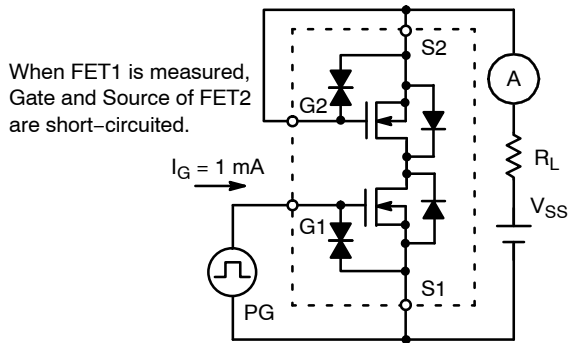 When FET1 is measured,
Gate and Source of FET2
are short−circuited.
S2
A
G2
I_G = 1 mA
R_L
G1
V_SS
S1
PG